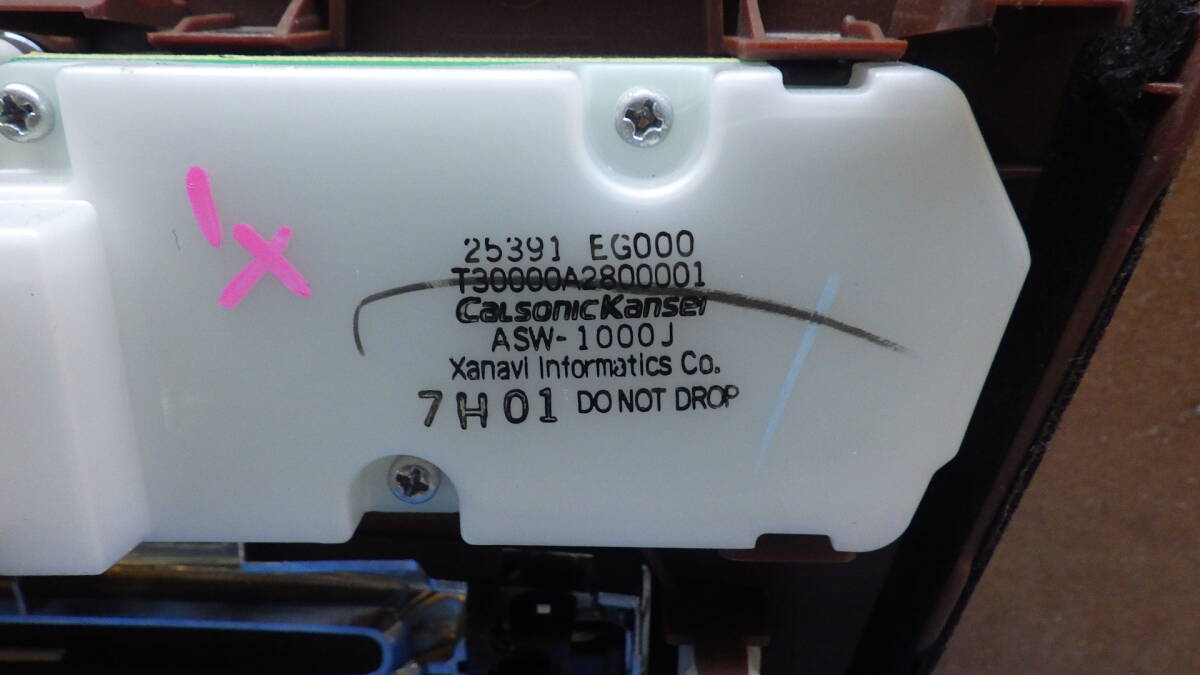 25391 EG000
T30000A2800001
CalsonicKansei
ASW-1000J
Xanavi Informatics Co.
7H01 DO NOT DROP